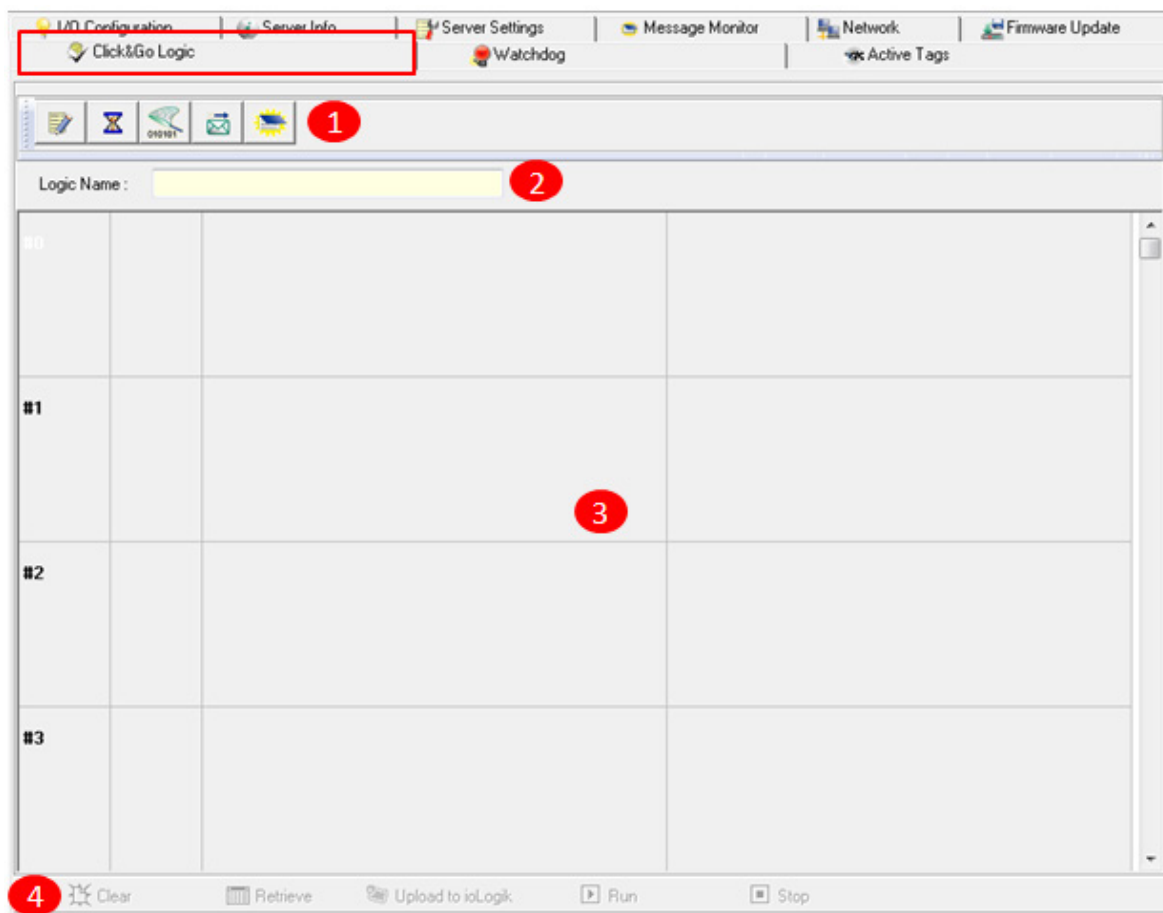 I/O Configuration Server Info Server Settings Message Monitor Network Firmware Update
Click&Go Logic Watchdog Active Tags
010101 1
Logic Name : 2
#0
#1
3
#2
#3
4 Clear Retrieve Upload to ioLogik Run Stop